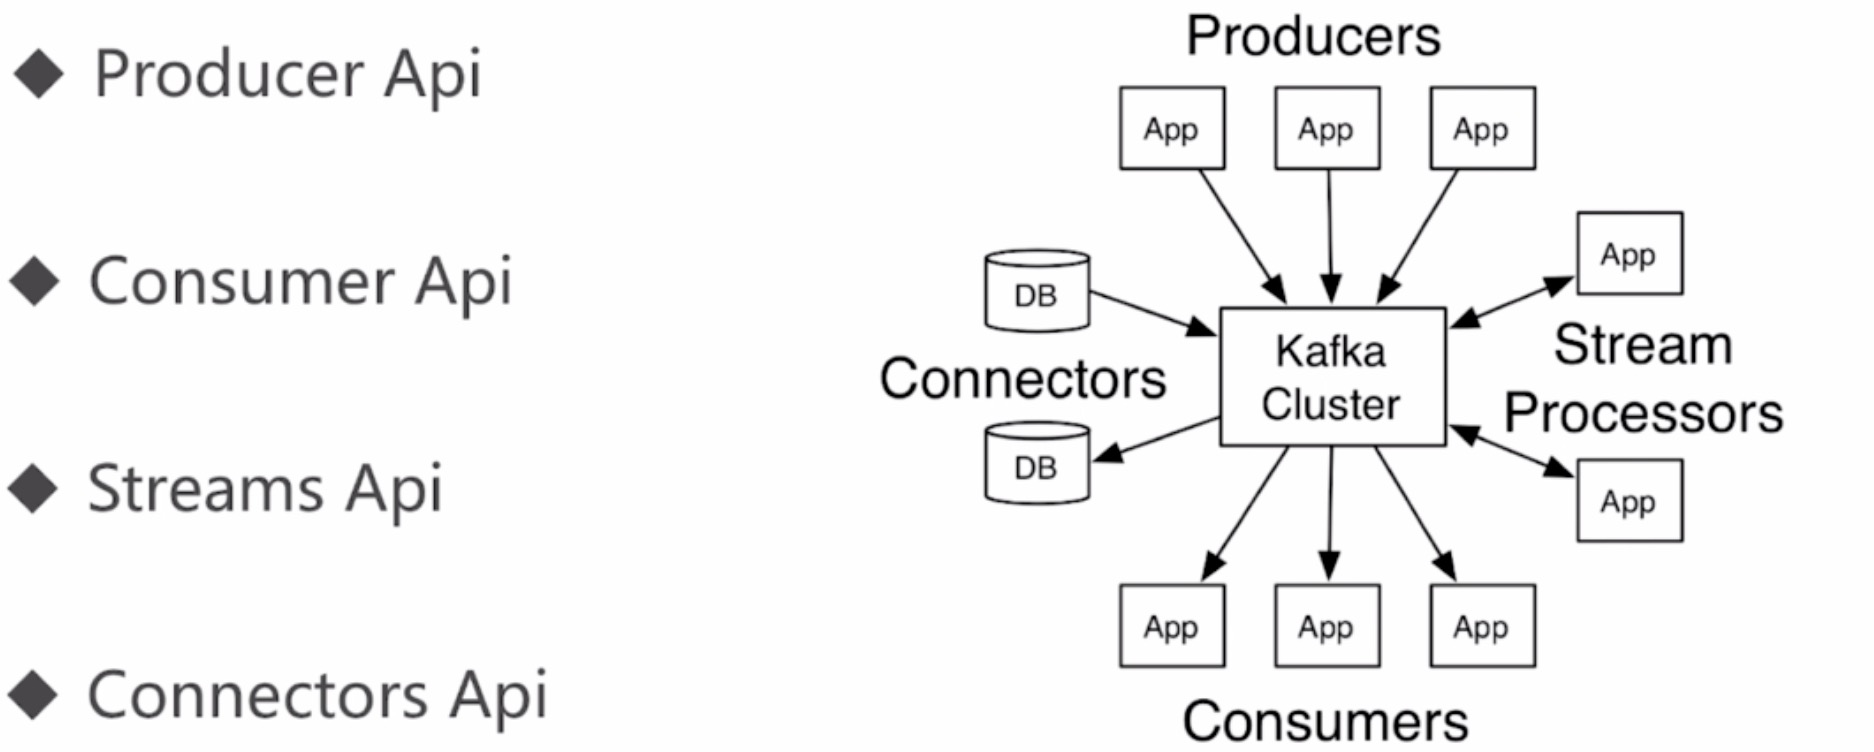 Producer Api
Consumer Api
Streams Api
Connectors Api
Producers
App
App
App
App
DB
Kafka
Cluster
Stream
Processors
Connectors
DB
App
App
App
App
Consumers